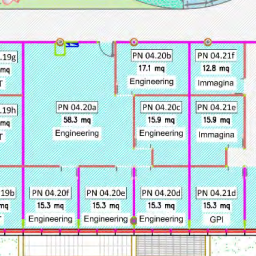 .19g
mq
T
PN 04.20b
17.1 mq
Engineering
PN 04.21f
12.8 mq
Immagina
.19h
mq
T
PN 04.20a
58.3 mq
Engineering
PN 04.20c
15.9 mq
Engineering
PN 04.21e
15.9 mq
Immagina
19b
mq
T
PN 04.20f
15.3 mq
Engineering
PN 04.20e
15.3 mq
Engineering
PN 04.20d
15.3 mq
Engineering
PN 04.21d
15.3 mq
GPI